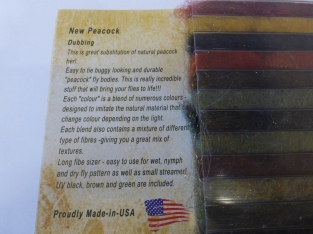 New Peacock
Dubbing
This is great substitution of natural peacock
herl.
Easy to tie buggy looking and durable
"peacock" fly bodies. This is really incredible
stuff that will bring your flies to life!!!
Each "colour" is a blend of numerous colours
designed to imitate the natural material that
change colour depending on the light.
Each blend also contains a mixture of different
type of fibres -giving you a great mix of
textures.
Long fibe sizer - easy to use for wet, nymph
and dry fly pattern as well as small streamer!
UV black, brown and green are included.
Proudly Made-in-USA